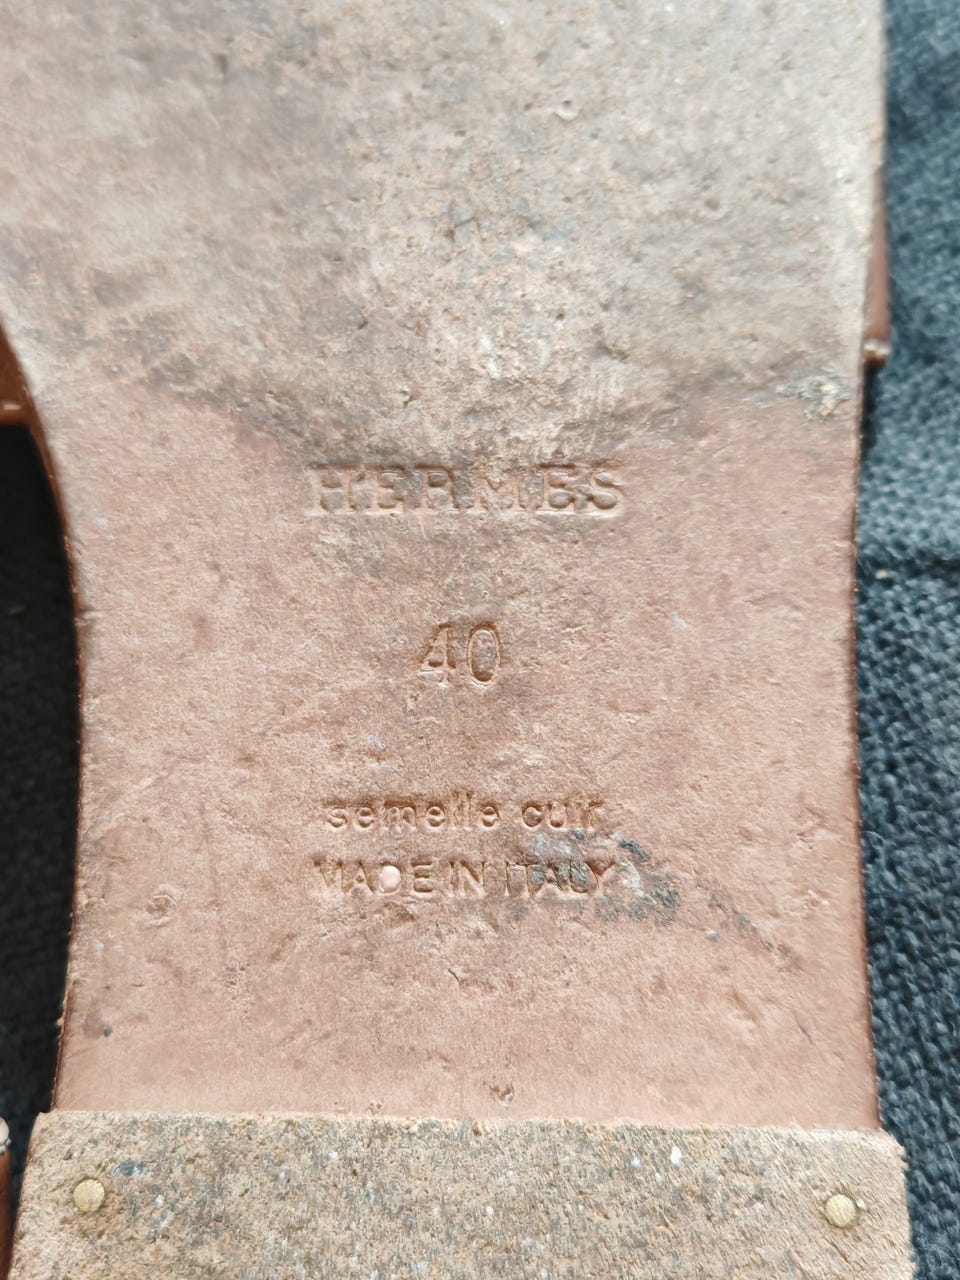 HERMES
40
semelle cuir
MADE IN ITALY